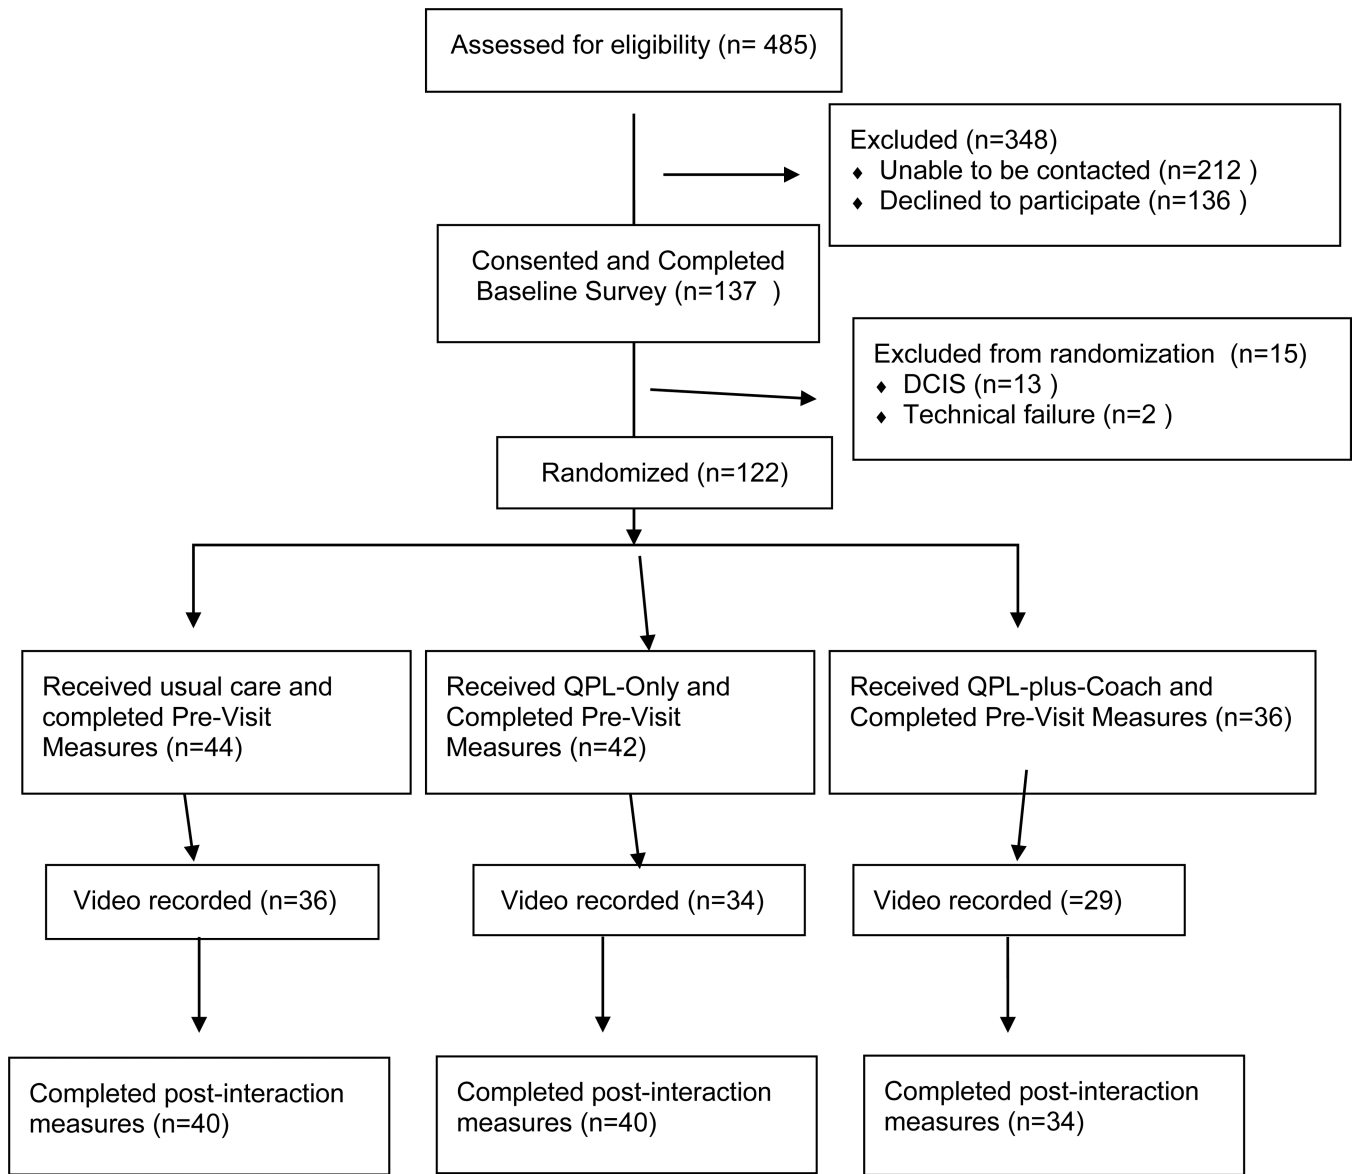 Assessed for eligibility (n= 485)
Excluded (n=348)
♦ Unable to be contacted (n=212 )
♦ Declined to participate (n=136 )
Consented and Completed
Baseline Survey (n=137  )
Excluded from randomization  (n=15)
♦ DCIS (n=13 )
♦ Technical failure (n=2 )
Randomized (n=122)
Received usual care and
completed Pre-Visit
Measures (n=44)
Received QPL-Only and
Completed Pre-Visit
Measures (n=42)
Received QPL-plus-Coach and
Completed Pre-Visit Measures (n=36)
Video recorded (n=36)
Video recorded (n=34)
Video recorded (=29)
Completed post-interaction
measures (n=40)
Completed post-interaction
measures (n=40)
Completed post-interaction
measures (n=34)